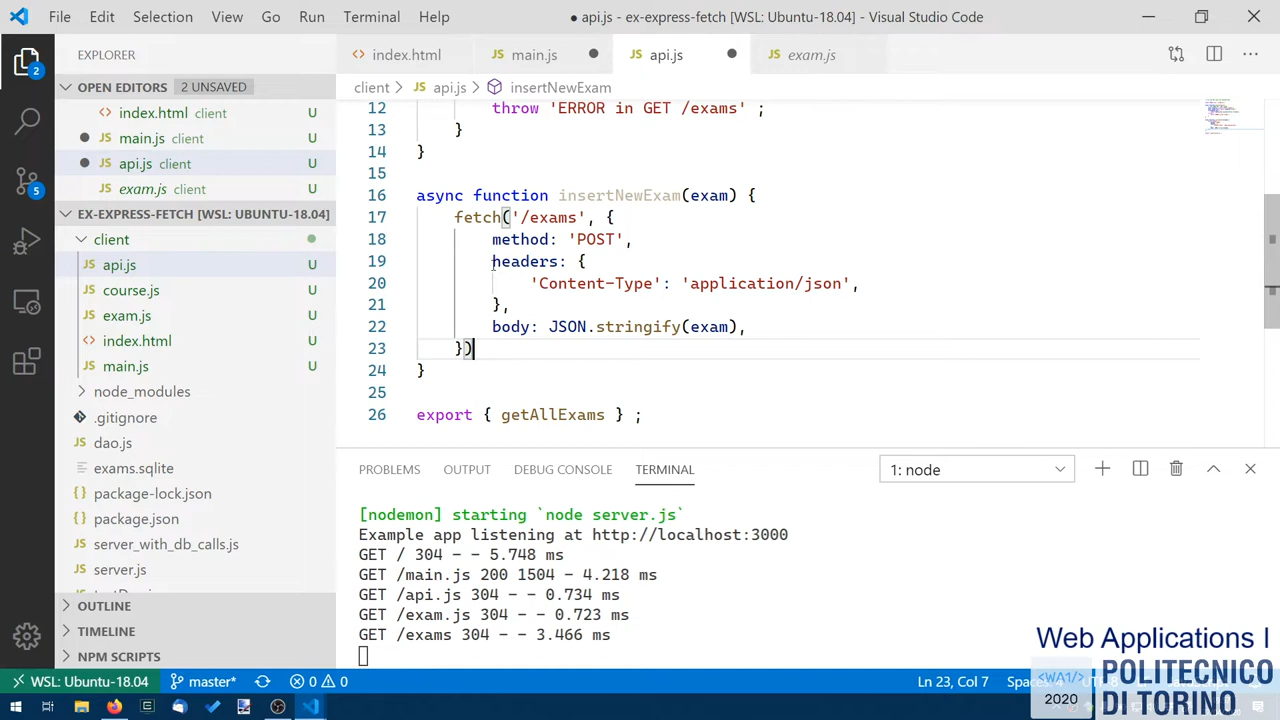 File Edit Selection View Go Run Terminal Help ● api.js - ex-express-fetch [WSL: Ubuntu-18.04] - Visual Studio Code
EXPLORER
OPEN EDITORS 2 UNSAVED
index.html client U
main.js client U
api.js client U
exam.js client U
EX-EXPRESS-FETCH [WSL: UBUNTU-18.04]
client
api.js U
course.js U
exam.js U
index.html U
main.js U
node_modules
.gitignore
dao.js
exams.sqlite
package-lock.json
package.json
server_with_db_calls.js
server.js
OUTLINE
TIMELINE
NPM SCRIPTS
2
5
index.html JS main.js JS api.js JS exam.js
client > JS api.js > insertNewExam
12 throw 'ERROR in GET /exams' ;
13 }
14 }
15
16 async function insertNewExam(exam) {
17 fetch('/exams', {
18 method: 'POST',
19 headers: {
20 'Content-Type': 'application/json',
21 },
22 body: JSON.stringify(exam),
23 })
24 }
25
26 export { getAllExams } ;
PROBLEMS OUTPUT DEBUG CONSOLE TERMINAL 1: node
[nodemon] starting `node server.js`
Example app listening at http://localhost:3000
GET / 304 - - 5.748 ms
GET /main.js 200 1504 - 4.218 ms
GET /api.js 304 - - 0.734 ms
GET /exam.js 304 - - 0.723 ms
GET /exams 304 - - 3.466 ms
Web Applications I
<WA1/>
2020
POLITECNICO
DI TORINO
WSL: Ubuntu-18.04 master* 0 0 Ln 23, Col 7